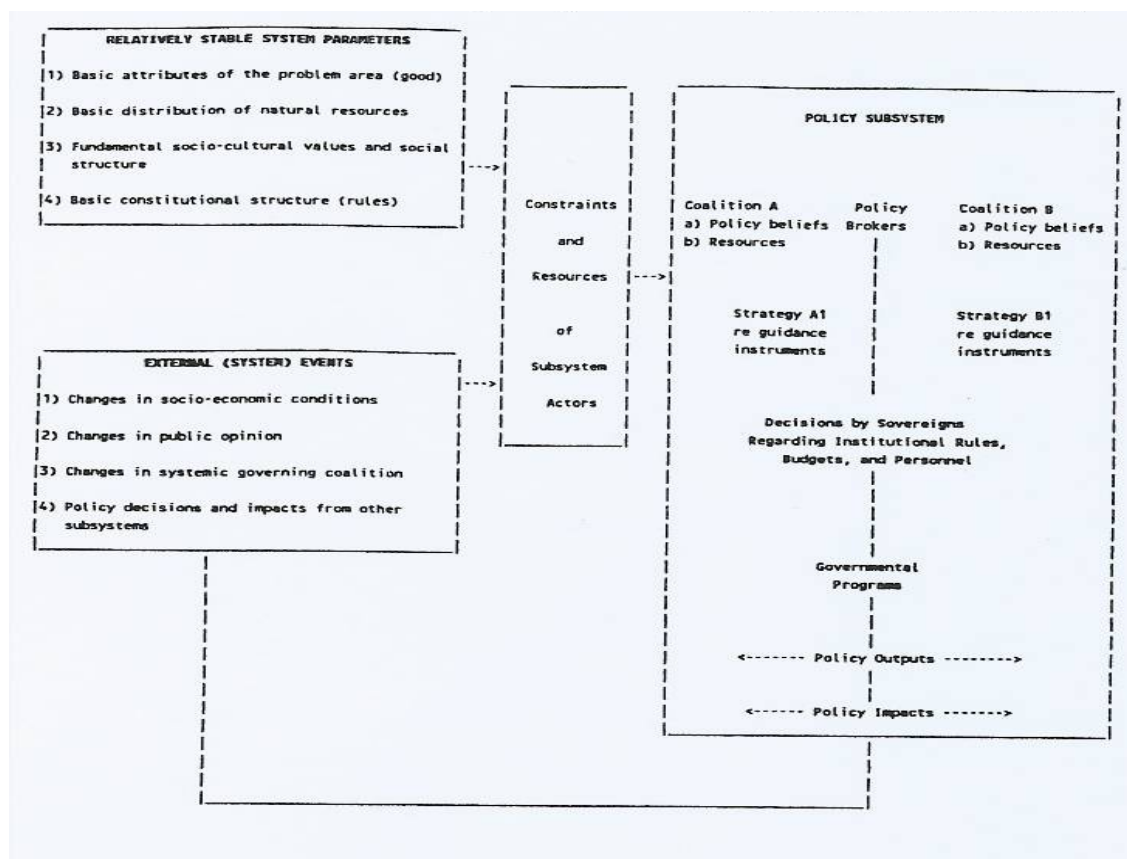 RELATIVELY STABLE SYSTEM PARAMETERS
1) Basic attributes of the problem area (good)
2) Basic distribution of natural resources
3) Fundamental socio-cultural values and social
structure
4) Basic constitutional structure (rules)
EXTERNAL (SYSTEM) EVENTS
1) Changes in socio-economic conditions
2) Changes in public opinion
3) Changes in systemic governing coalition
4) Policy decisions and impacts from other
subsystems
Constraints
and
Resources
of
Subsystem
Actors
POLICY SUBSYSTEM
Coalition A
a) Policy beliefs
b) Resources
Policy
Brokers
Coalition B
a) Policy beliefs
b) Resources
Strategy A1
re guidance
instruments
Strategy B1
re guidance
instruments
Decisions by Sovereigns
Regarding Institutional Rules,
Budgets, and Personnel
Governmental
Programs
<------- Policy Outputs -------->
<------ Policy Impacts ------->